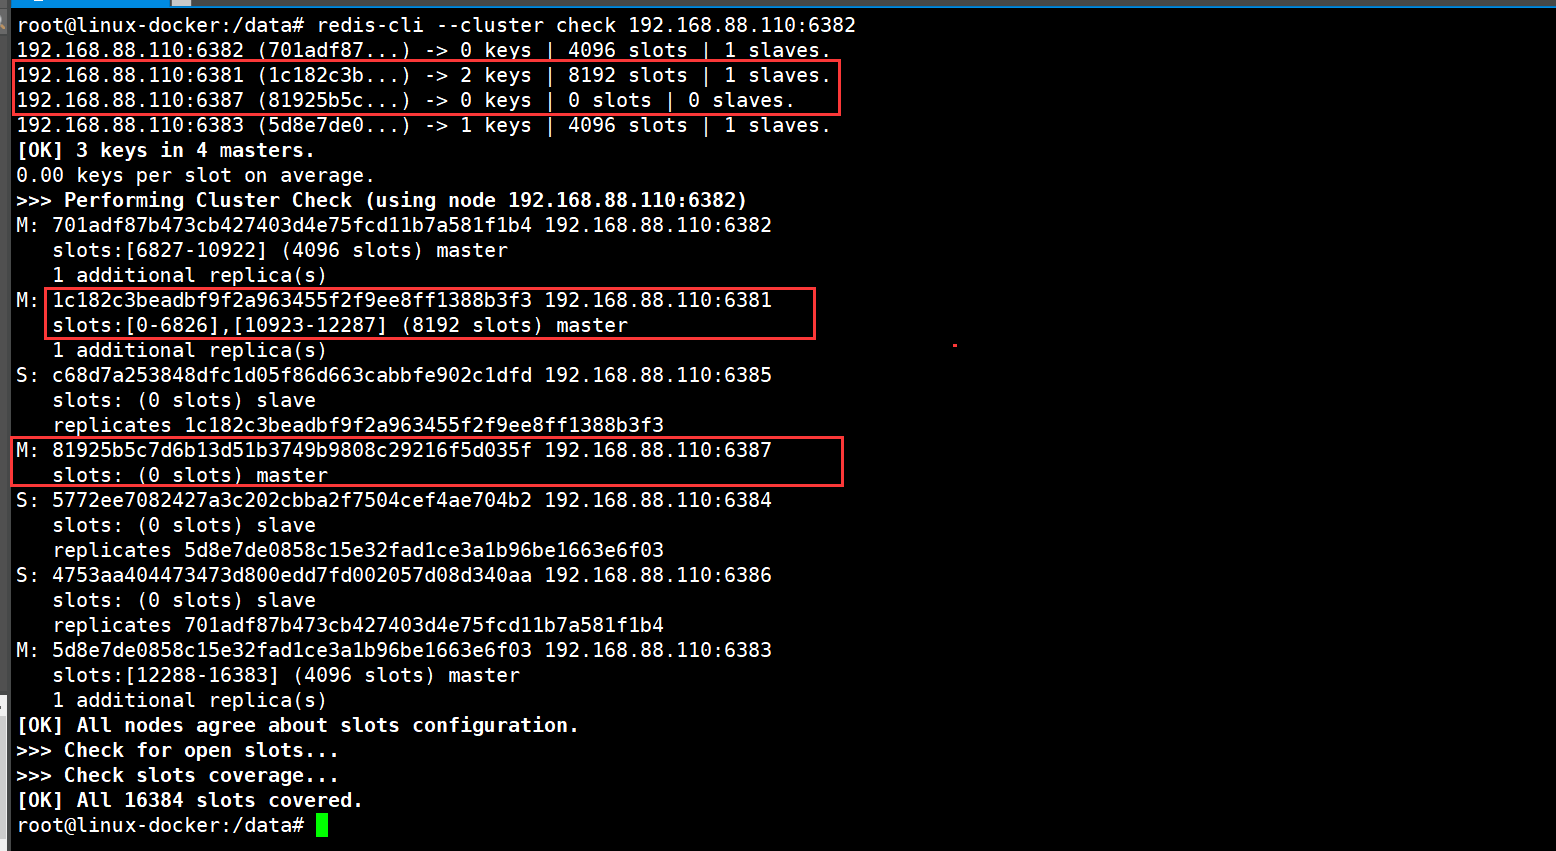 root@linux-docker:/data# redis-cli --cluster check 192.168.88.110:6382
192.168.88.110:6382 (701adf87...) -> 0 keys | 4096 slots | 1 slaves.
192.168.88.110:6381 (1c182c3b...) -> 2 keys | 8192 slots | 1 slaves.
192.168.88.110:6387 (81925b5c...) -> 0 keys | 0 slots | 0 slaves.
192.168.88.110:6383 (5d8e7de0...) -> 1 keys | 4096 slots | 1 slaves.
[OK] 3 keys in 4 masters.
0.00 keys per slot on average.
>>> Performing Cluster Check (using node 192.168.88.110:6382)
M: 701adf87b473cb427403d4e75fcd11b7a581f1b4 192.168.88.110:6382
   slots:[6827-10922] (4096 slots) master
   1 additional replica(s)
M: 1c182c3beadbf9f2a963455f2f9ee8ff1388b3f3 192.168.88.110:6381
   slots:[0-6826],[10923-12287] (8192 slots) master
   1 additional replica(s)
S: c68d7a253848dfc1d05f86d663cabbfe902c1dfd 192.168.88.110:6385
   slots: (0 slots) slave
   replicates 1c182c3beadbf9f2a963455f2f9ee8ff1388b3f3
M: 81925b5c7d6b13d51b3749b9808c29216f5d035f 192.168.88.110:6387
   slots: (0 slots) master
S: 5772ee7082427a3c202cbba2f7504cef4ae704b2 192.168.88.110:6384
   slots: (0 slots) slave
   replicates 5d8e7de0858c15e32fad1ce3a1b96be1663e6f03
S: 4753aa404473473d800edd7fd002057d08d340aa 192.168.88.110:6386
   slots: (0 slots) slave
   replicates 701adf87b473cb427403d4e75fcd11b7a581f1b4
M: 5d8e7de0858c15e32fad1ce3a1b96be1663e6f03 192.168.88.110:6383
   slots:[12288-16383] (4096 slots) master
   1 additional replica(s)
[OK] All nodes agree about slots configuration.
>>> Check for open slots...
>>> Check slots coverage...
[OK] All 16384 slots covered.
root@linux-docker:/data#